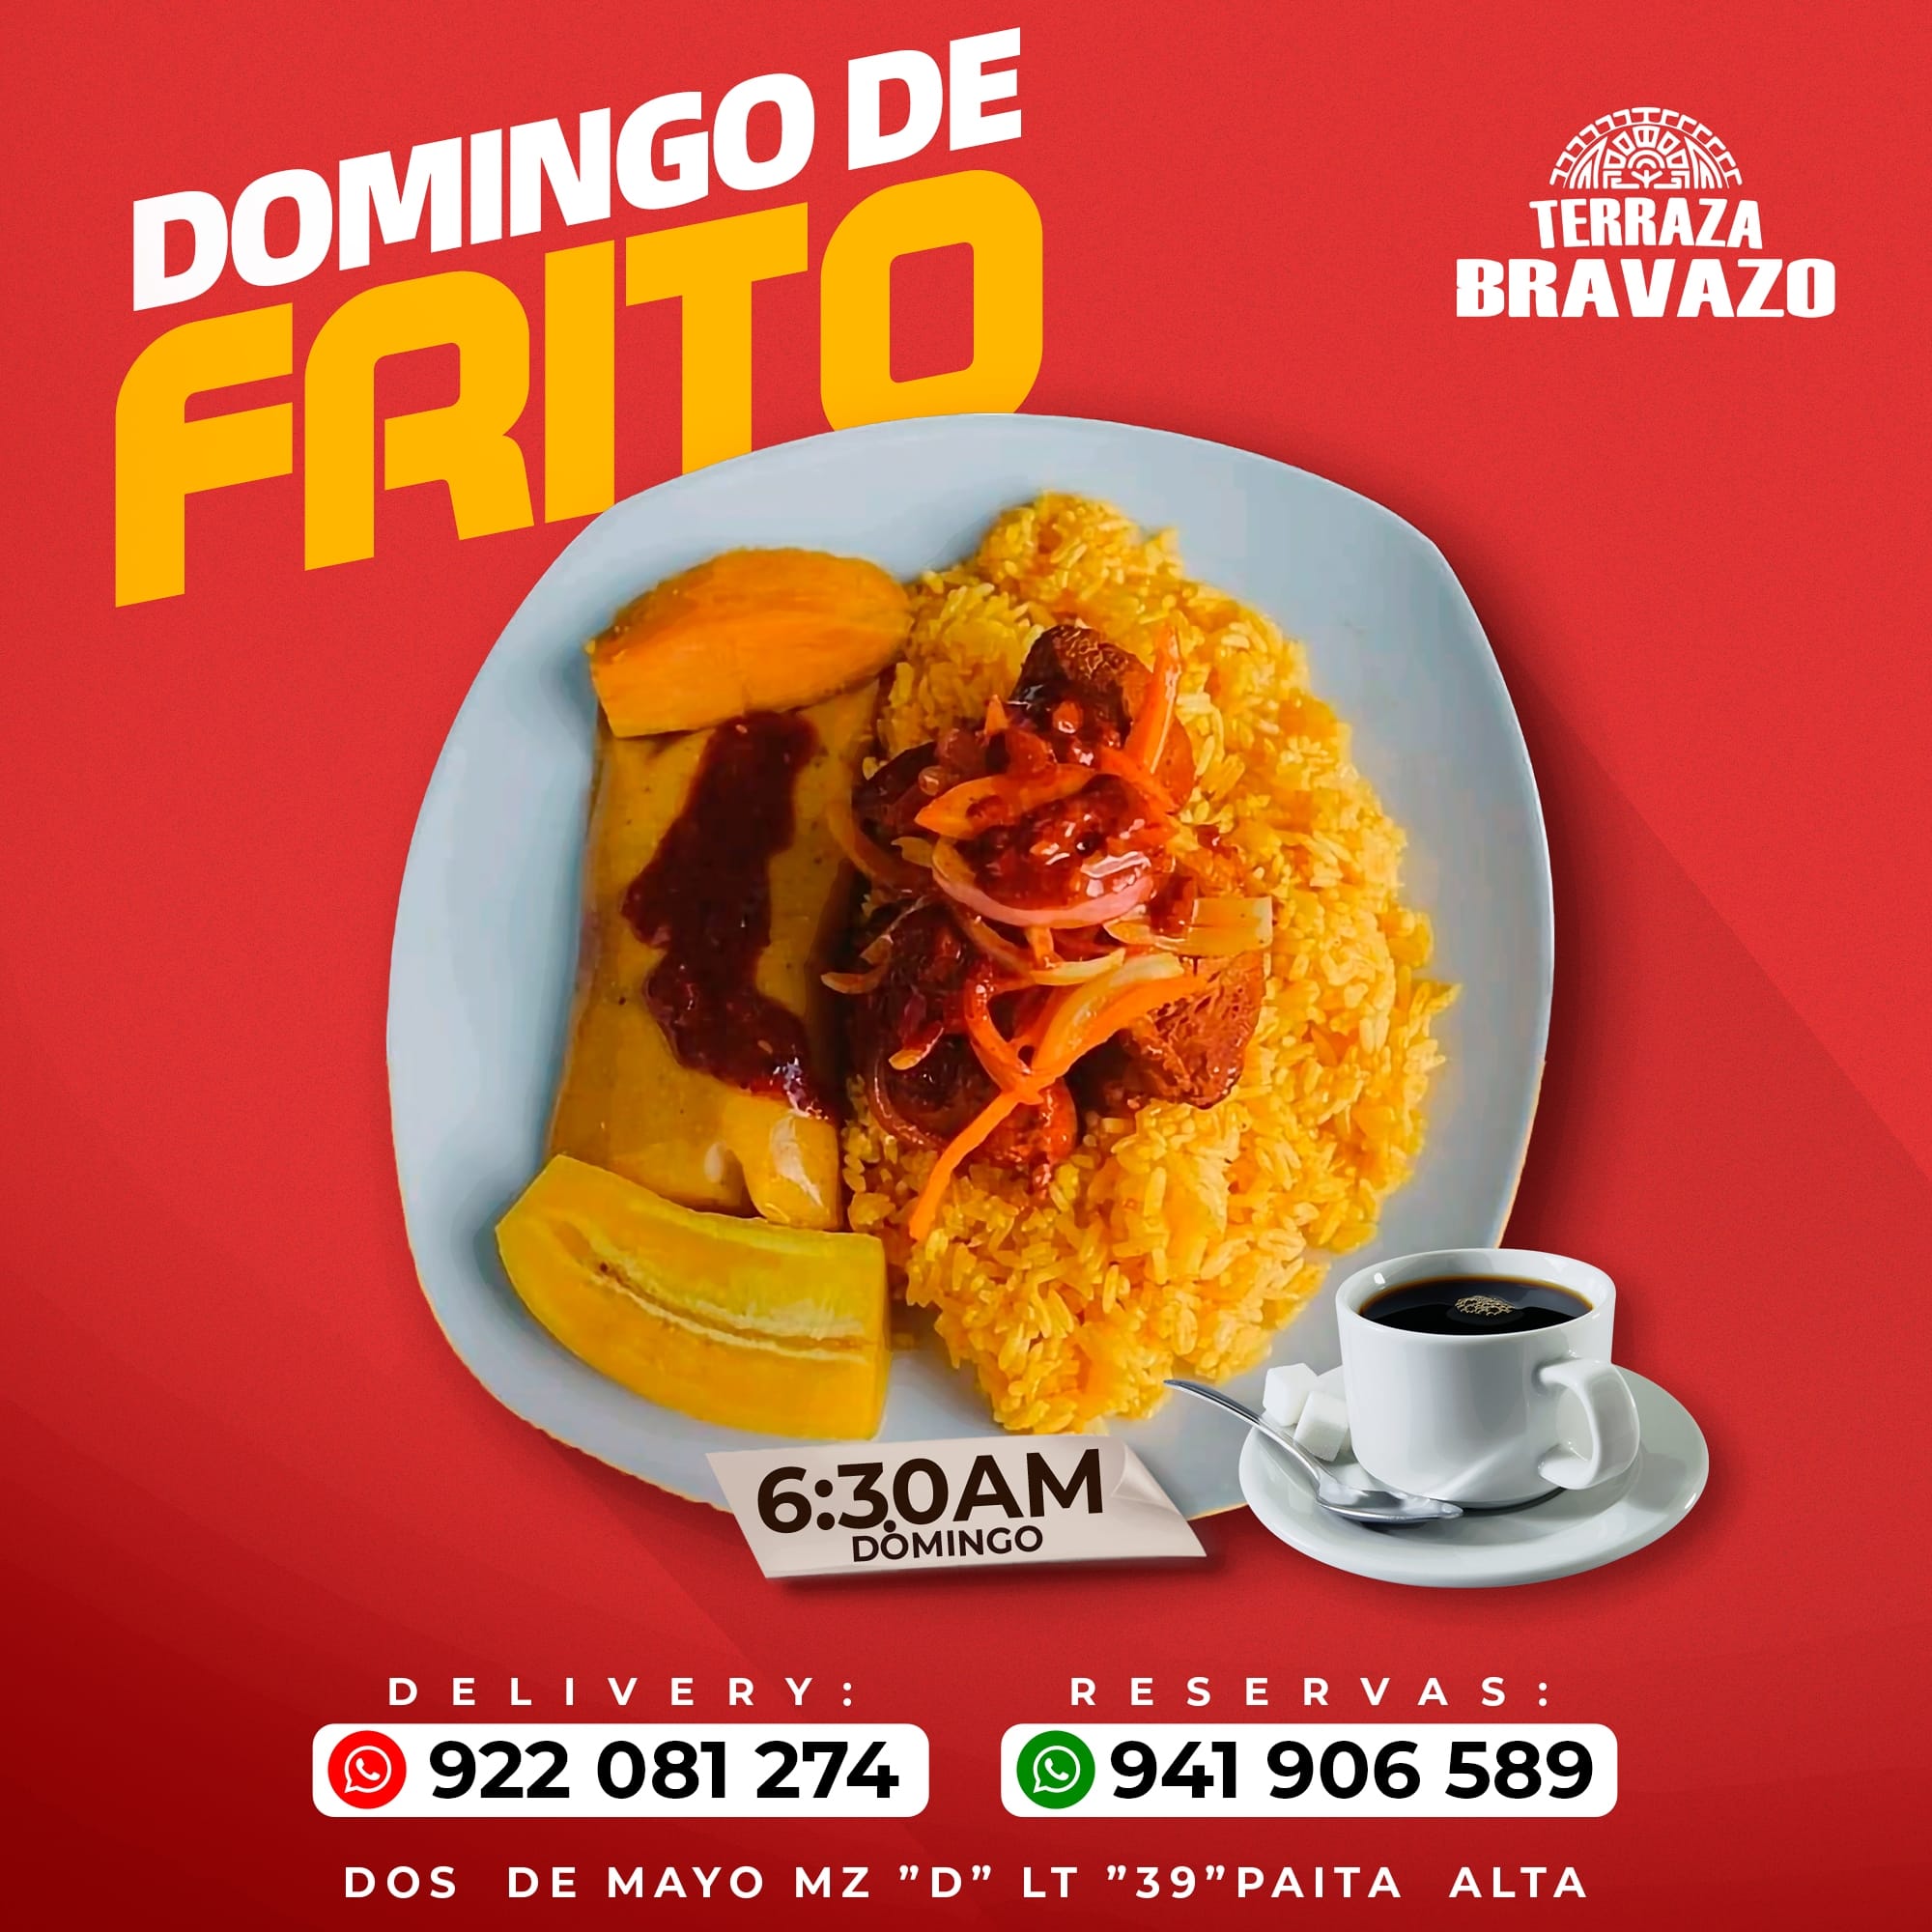 DOMINGO DE
FRITO
TERRAZA
BRAVAZO
6:30AM
DOMINGO
DELIVERY:
922 081 274
RESERVAS:
941 906 589
DOS DE MAYO MZ ”D” LT ”39”PAITA ALTA